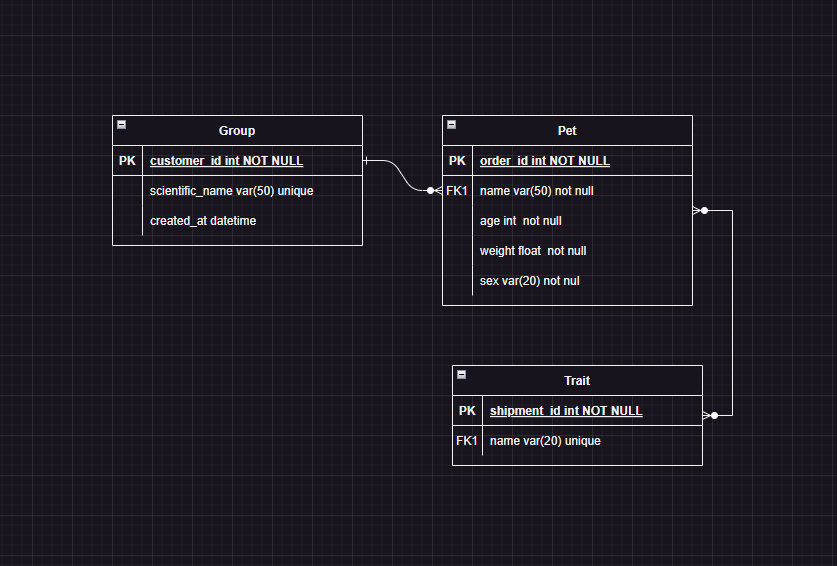 Group
PK customer_id int NOT NULL
scientific_name var(50) unique
created_at datetime
Pet
PK order_id int NOT NULL
FK1 name var(50) not null
age int  not null
weight float  not null
sex var(20) not nul
Trait
PK shipment_id int NOT NULL
FK1 name var(20) unique